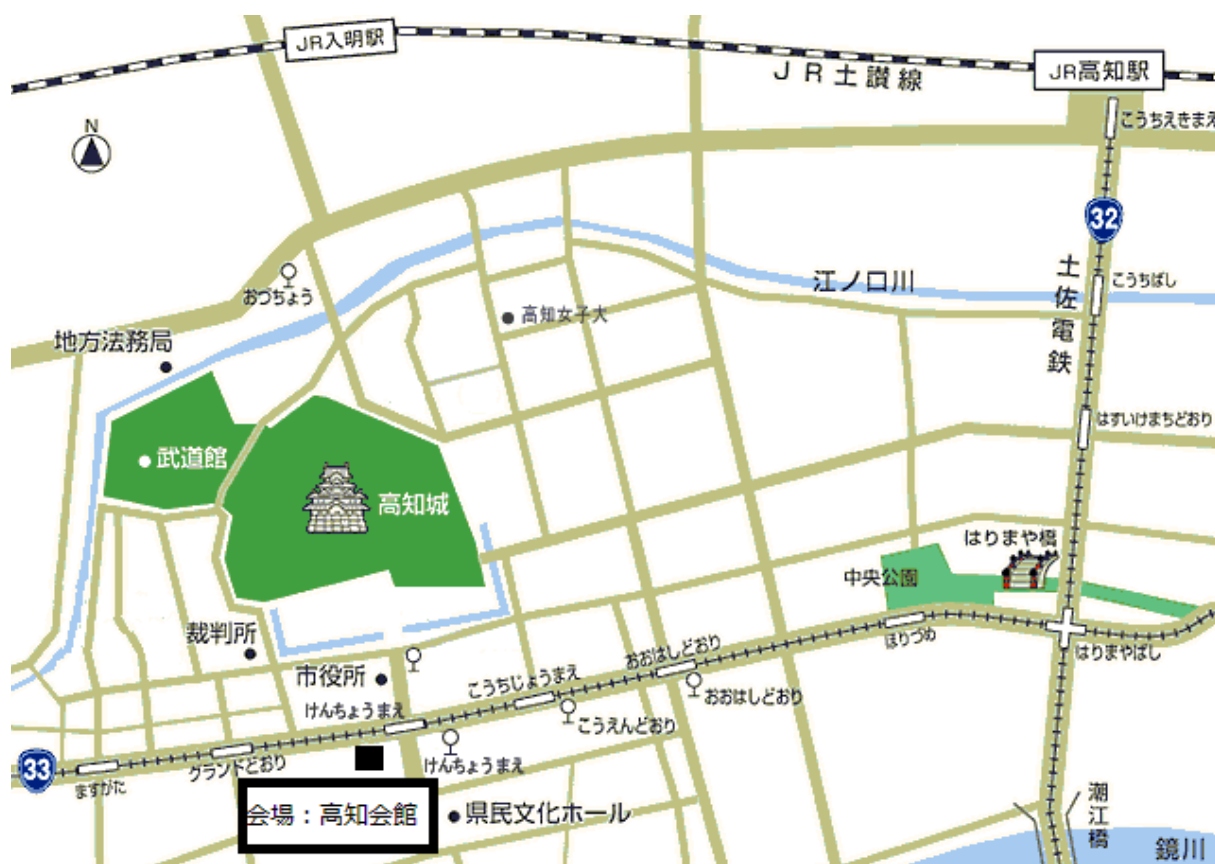 JR入明駅
JR土讃線
JR高知駅
こうちえきまえ
N
32
土佐電鉄
こうちばし
江ノ口川
おづちょう
高知女子大
地方法務局
はすいけまちどおり
武道館
高知城
はりまや橋
中央公園
裁判所
ほりづめ
はりまやばし
市役所
おおはしどおり
こうちじょうまえ
おおはしどおり
けんちょうまえ
こうえんどおり
グランドどおり
けんちょうまえ
33
ますがた
会場：高知会館
県民文化ホール
潮江橋
鏡川